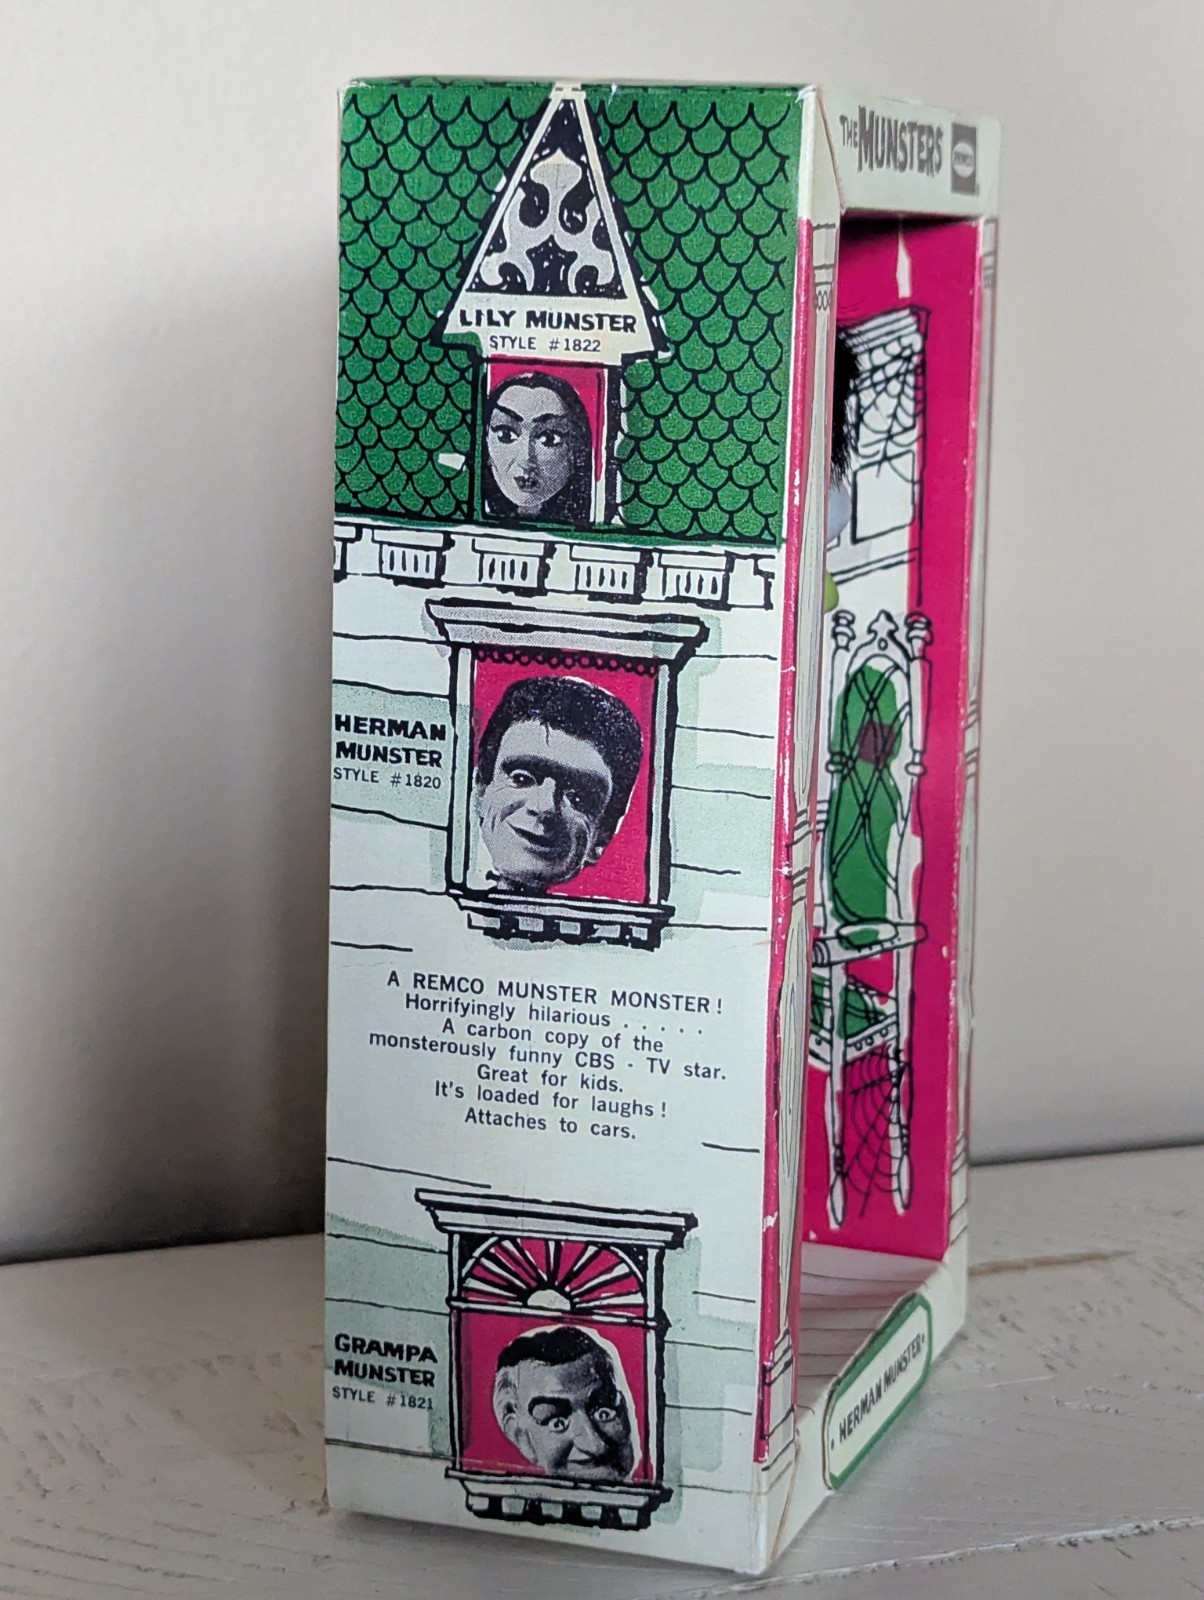 THE MUNSTERS
REMCO
LILY MUNSTER
STYLE #1822
HERMAN
MUNSTER
STYLE #1820
A REMCO MUNSTER MONSTER!
Horrifyingly hilarious . . . . .
A carbon copy of the
monsterously funny CBS - TV star.
Great for kids.
It's loaded for laughs!
Attaches to cars.
GRAMPA
MUNSTER
STYLE #1821
• HERMAN MUNSTER •